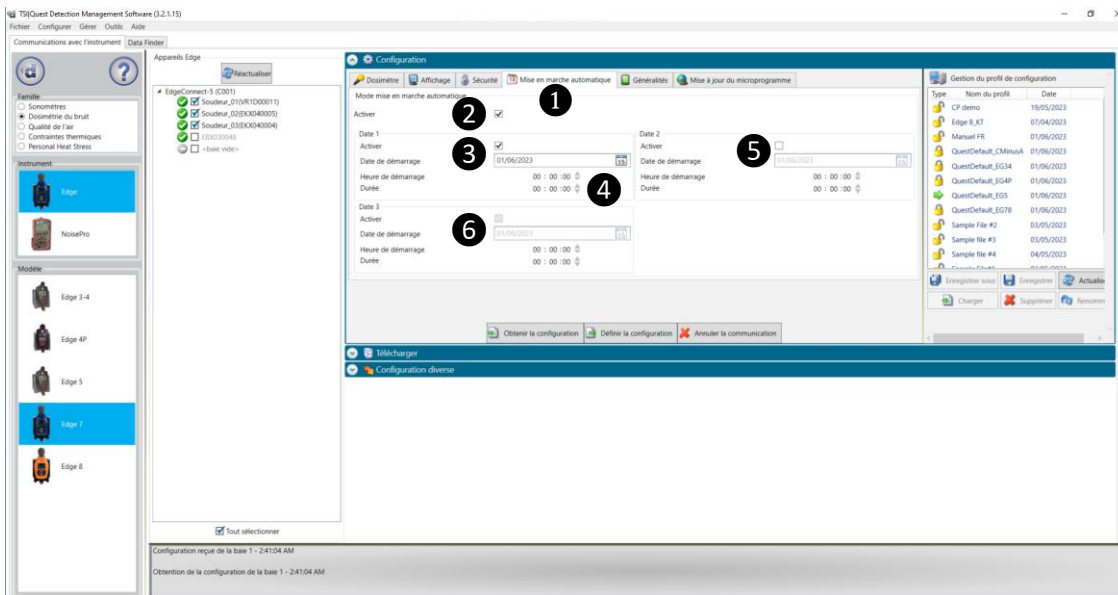 TSI|Quest Detection Management Software (3.2.1.15)
Fichier Configurer Gérer Outils Aide
Communications avec l'instrument Data Finder
Famille
Sonomètres
Dosimétrie du bruit
Qualité de l'air
Contraintes thermiques
Personal Heat Stress
Instrument
Edge
NoisePro
Modèle
Edge 3-4
Edge 4P
Edge 5
Edge 7
Edge 8
Appareils Edge
Réactualiser
EdgeConnect-5 (C001)
Soudeur_01(VR1D00011)
Soudeur_02(EKX040005)
Soudeur_03(EKX040004)
<baie vide>
Tout sélectionner
Configuration
Dosimètre Affichage Sécurité Mise en marche automatique Généralités Mise à jour du microprogramme
1
Mode mise en marche automatique
Activer 2
Date 1
Activer
3
Date de démarrage 01/06/2023 15
Heure de démarrage 00 : 00 :00
Durée 00 : 00 :00
4
Date 2
Activer
5
Date de démarrage 01/06/2023 15
Heure de démarrage 00 : 00 :00
Durée 00 : 00 :00
Date 3
Activer
6
Date de démarrage 01/06/2023 15
Heure de démarrage 00 : 00 :00
Durée 00 : 00 :00
Obtenir la configuration Définir la configuration Annuler la communication
Télécharger
Configuration diverse
Gestion du profil de configuration
Type Nom du profil Date
CP demo 19/05/2023
Edge 8_KT 07/04/2023
Manuel FR 01/06/2023
QuestDefault_CMinusA 01/06/2023
QuestDefault_EG34 01/06/2023
QuestDefault_EG4P 01/06/2023
QuestDefault_EG5 01/06/2023
QuestDefault_EG78 01/06/2023
Sample File #2 03/05/2023
Sample file #3 03/05/2023
Sample file #4 04/05/2023
Enregistrer sous Enregistrer Actualis
Charger Supprimer Renomm
Configuration reçue de la baie 1 - 2:41:04 AM
Obtention de la configuration de la baie 1 - 2:41:04 AM